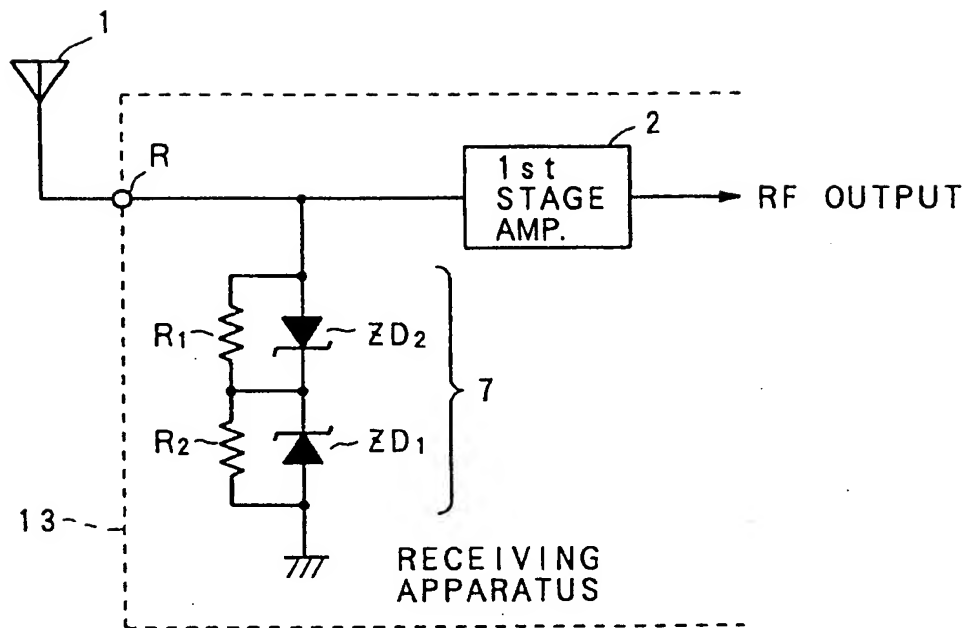 1
R
2
1st
STAGE
AMP.
RF OUTPUT
R1
ZD2
7
R2
ZD1
13
RECEIVING
APPARATUS